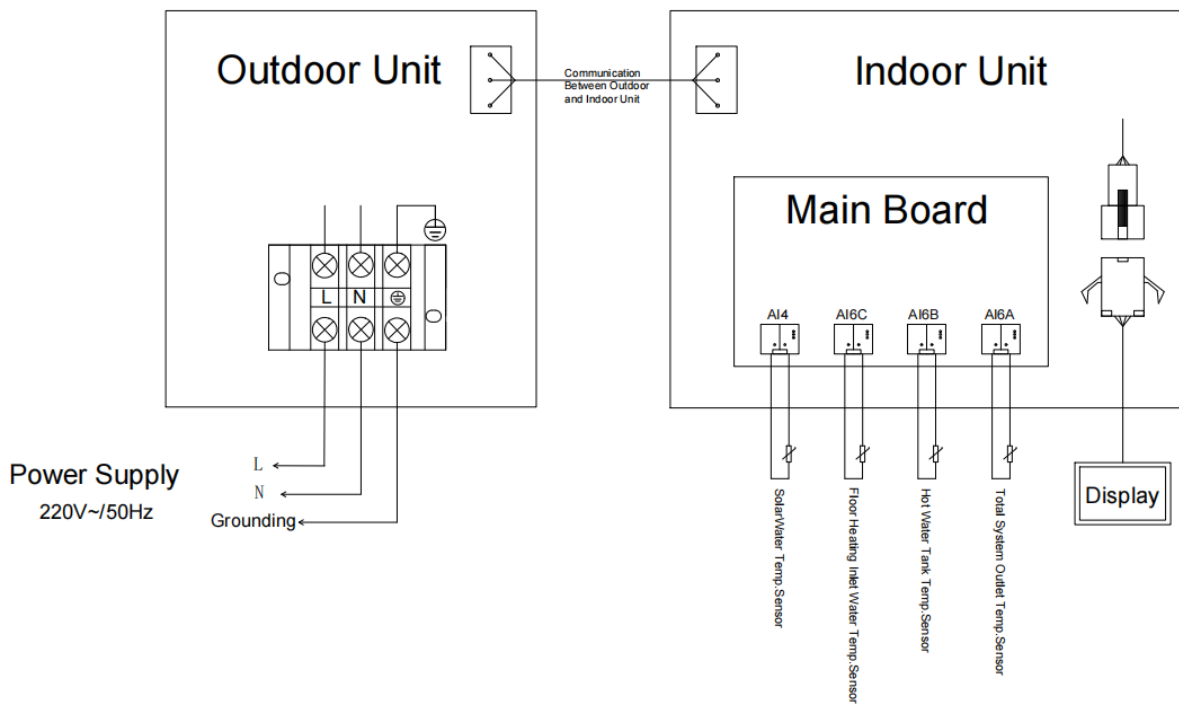 Outdoor Unit
Communication
Between Outdoor
and Indoor Unit
Indoor Unit
Main Board
L N
AI4 AI6C AI6B AI6A
Power Supply
220V~/50Hz
L
N
Grounding
SolarWater Temp.Sensor
Floor Heating Inlet Water Temp.Sensor
Hot Water Tank Temp.Sensor
Total System Outlet Temp.Sensor
Display